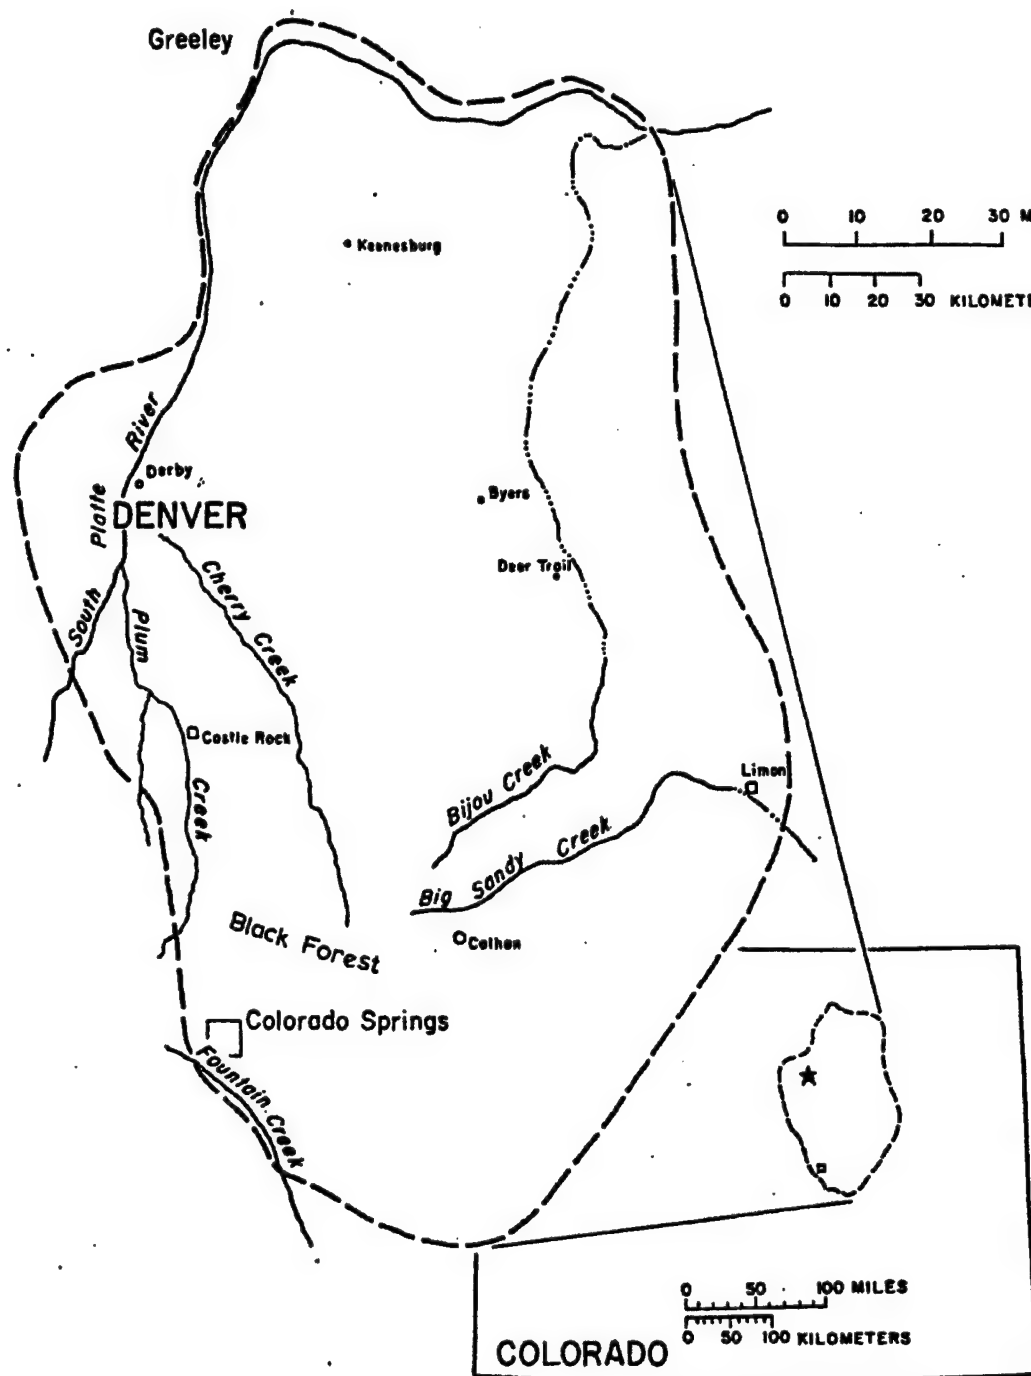 Greeley
0 10 20 30 M
Keenesburg
0 10 20 30 KILOMETE
South Platte River
Derby
DENVER
Byers
Deer Trail
Cherry Creek
Plum Creek
Castle Rock
Bijou Creek
Limon
Big Sandy Creek
Calhan
Black Forest
Colorado Springs
Fountain Creek
0 50 100 MILES
0 50 100 KILOMETERS
COLORADO